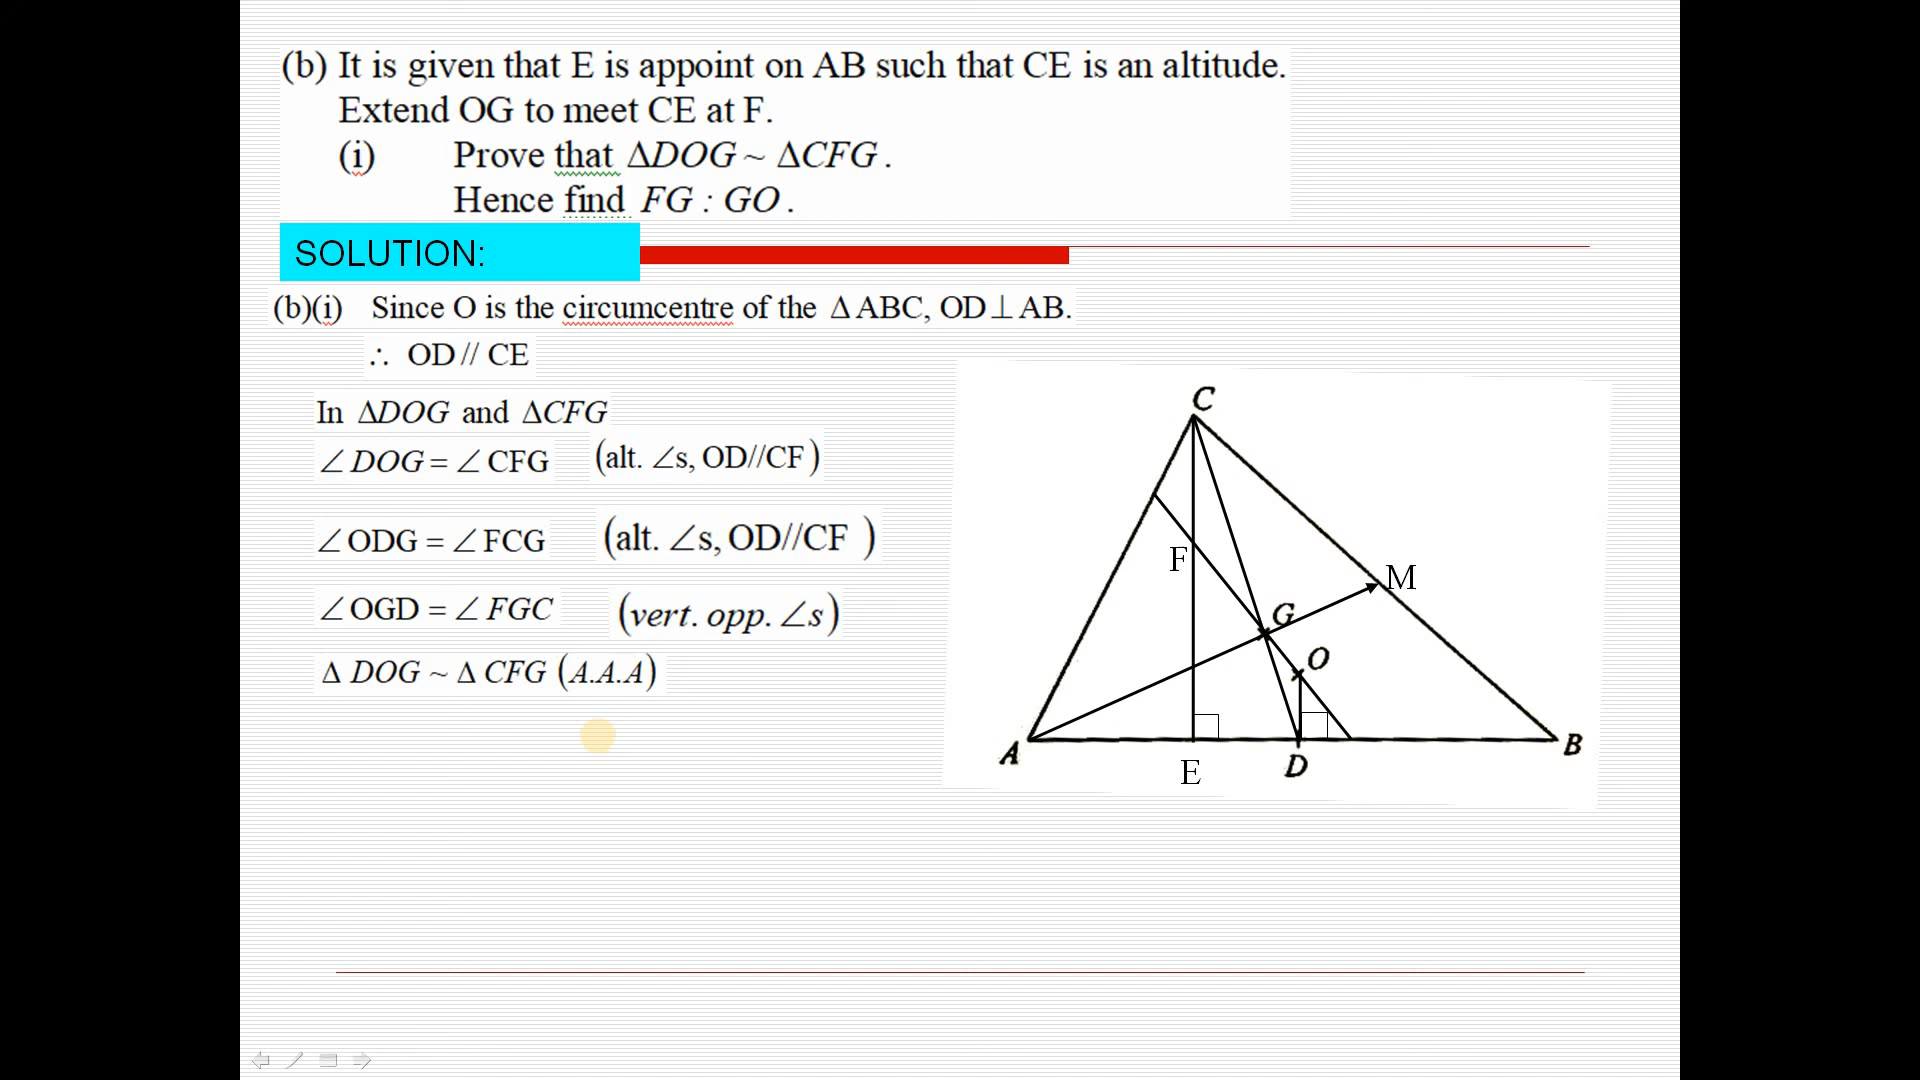 (b) It is given that E is appoint on AB such that CE is an altitude.
Extend OG to meet CE at F.
(i) Prove that ΔDOG ~ ΔCFG .
Hence find FG : GO .
SOLUTION:
(b)(i) Since O is the circumcentre of the Δ ABC, OD⊥AB.
∴ OD // CE
In ΔDOG and ΔCFG
∠DOG = ∠CFG (alt. ∠s, OD//CF)
∠ODG = ∠FCG (alt. ∠s, OD//CF )
∠OGD = ∠FGC (vert. opp. ∠s)
Δ DOG ~ Δ CFG (A.A.A)
C
F
M
G
O
A
B
E
D